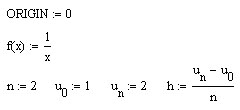 ORIGIN := 0
f(x) := 1/x
n := 2 u₀ := 1 uₙ := 2 h := (uₙ − u₀)/n